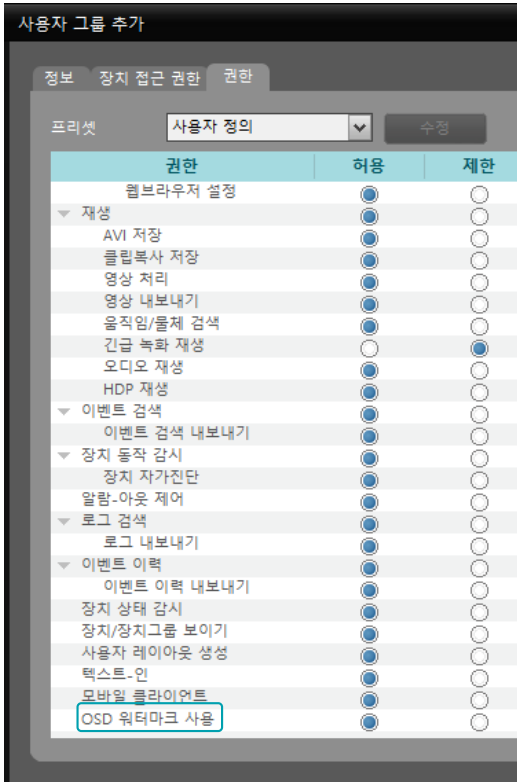 사용자 그룹 추가
정보 장치 접근 권한 권한
프리셋 사용자 정의 수정
권한 허용 제한
웹브라우저 설정
재생
AVI 저장
클립복사 저장
영상 처리
영상 내보내기
움직임/물체 검색
긴급 녹화 재생
오디오 재생
HDP 재생
이벤트 검색
이벤트 검색 내보내기
장치 동작 감시
장치 자가진단
알람-아웃 제어
로그 검색
로그 내보내기
이벤트 이력
이벤트 이력 내보내기
장치 상태 감시
장치/장치그룹 보이기
사용자 레이아웃 생성
텍스트-인
모바일 클라이언트
OSD 워터마크 사용